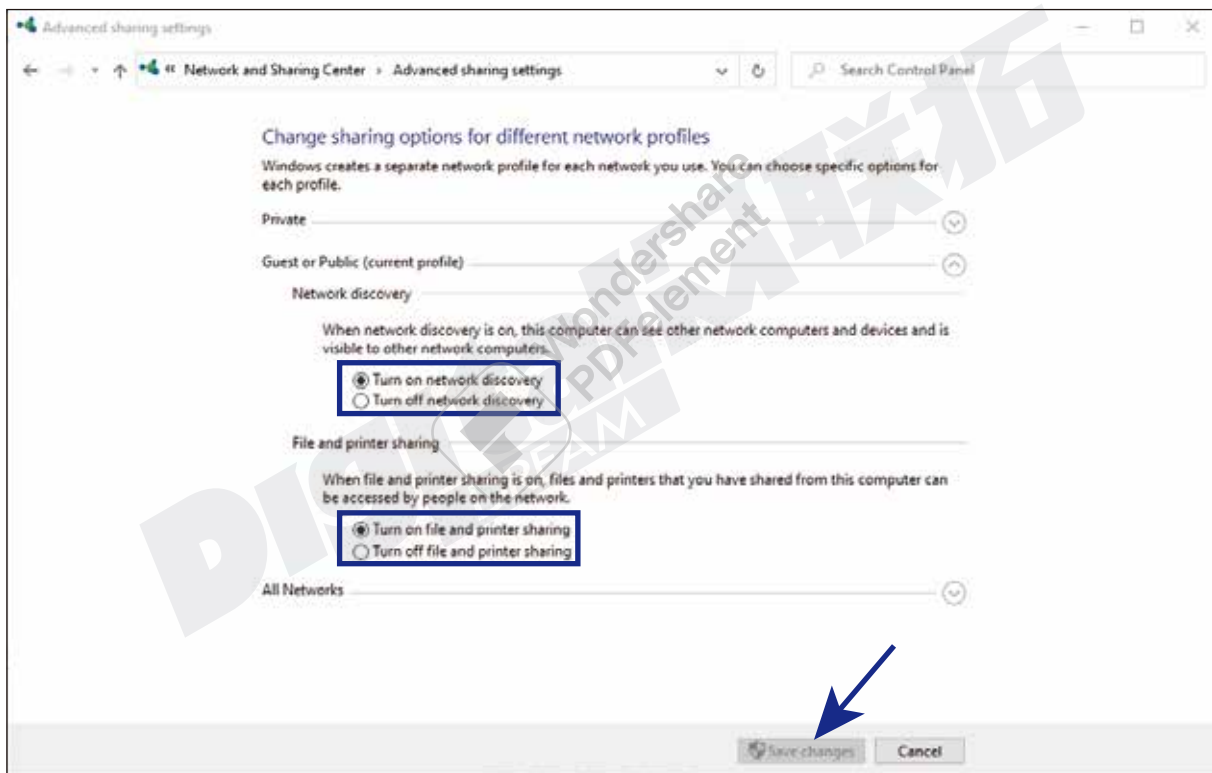 Advanced sharing settings
« Network and Sharing Center › Advanced sharing settings
Search Control Panel
Change sharing options for different network profiles
Windows creates a separate network profile for each network you use. You can choose specific options for
each profile.
Private
Guest or Public (current profile)
Network discovery
When network discovery is on, this computer can see other network computers and devices and is
visible to other network computers.
Turn on network discovery
Turn off network discovery
File and printer sharing
When file and printer sharing is on, files and printers that you have shared from this computer can
be accessed by people on the network.
Turn on file and printer sharing
Turn off file and printer sharing
All Networks
Save changes
Cancel
Wondershare
PDFelement
联拓